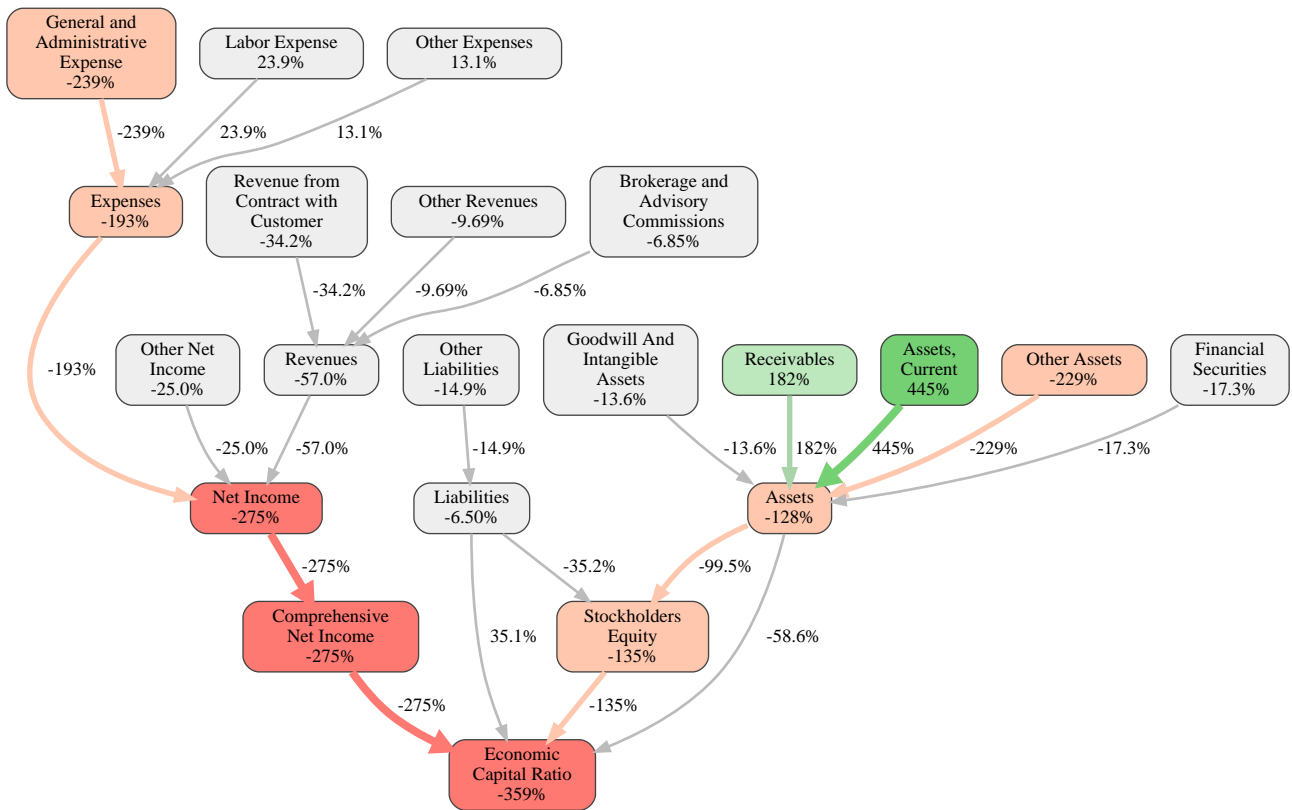 General and
Administrative
Expense
-239%
Labor Expense
23.9%
Other Expenses
13.1%
-239%
23.9%
13.1%
Expenses
-193%
Revenue from
Contract with
Customer
-34.2%
Other Revenues
-9.69%
Brokerage and
Advisory
Commissions
-6.85%
-34.2%
-9.69%
-6.85%
-193%
Other Net
Income
-25.0%
Revenues
-57.0%
Other
Liabilities
-14.9%
Goodwill And
Intangible
Assets
-13.6%
Receivables
182%
Assets,
Current
445%
Other Assets
-229%
Financial
Securities
-17.3%
-25.0%
-57.0%
-14.9%
-13.6%
182%
445%
-229%
-17.3%
Net Income
-275%
Liabilities
-6.50%
Assets
-128%
-275%
-35.2%
-99.5%
Comprehensive
Net Income
-275%
35.1%
Stockholders
Equity
-135%
-58.6%
-275%
-135%
Economic
Capital Ratio
-359%